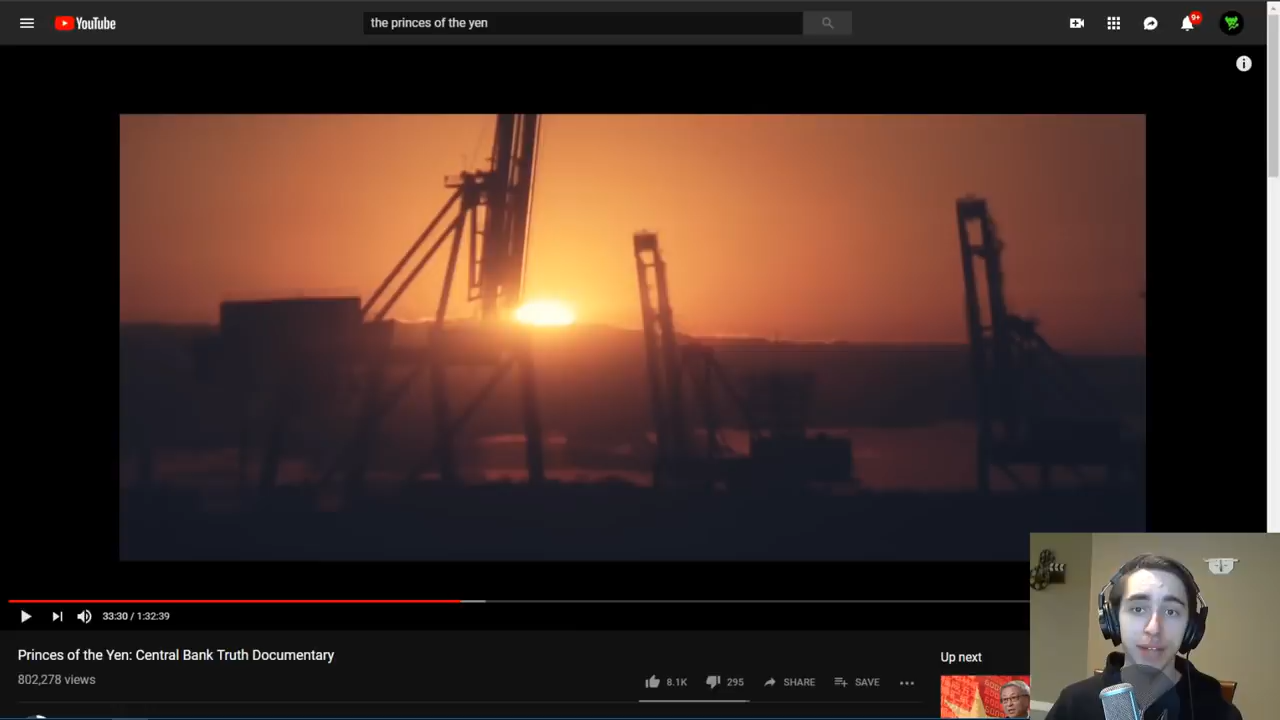 YouTube
the princes of the yen
9+
33:30 / 1:32:39
Princes of the Yen: Central Bank Truth Documentary
802,278 views
8.1K
295
SHARE
SAVE
Up next